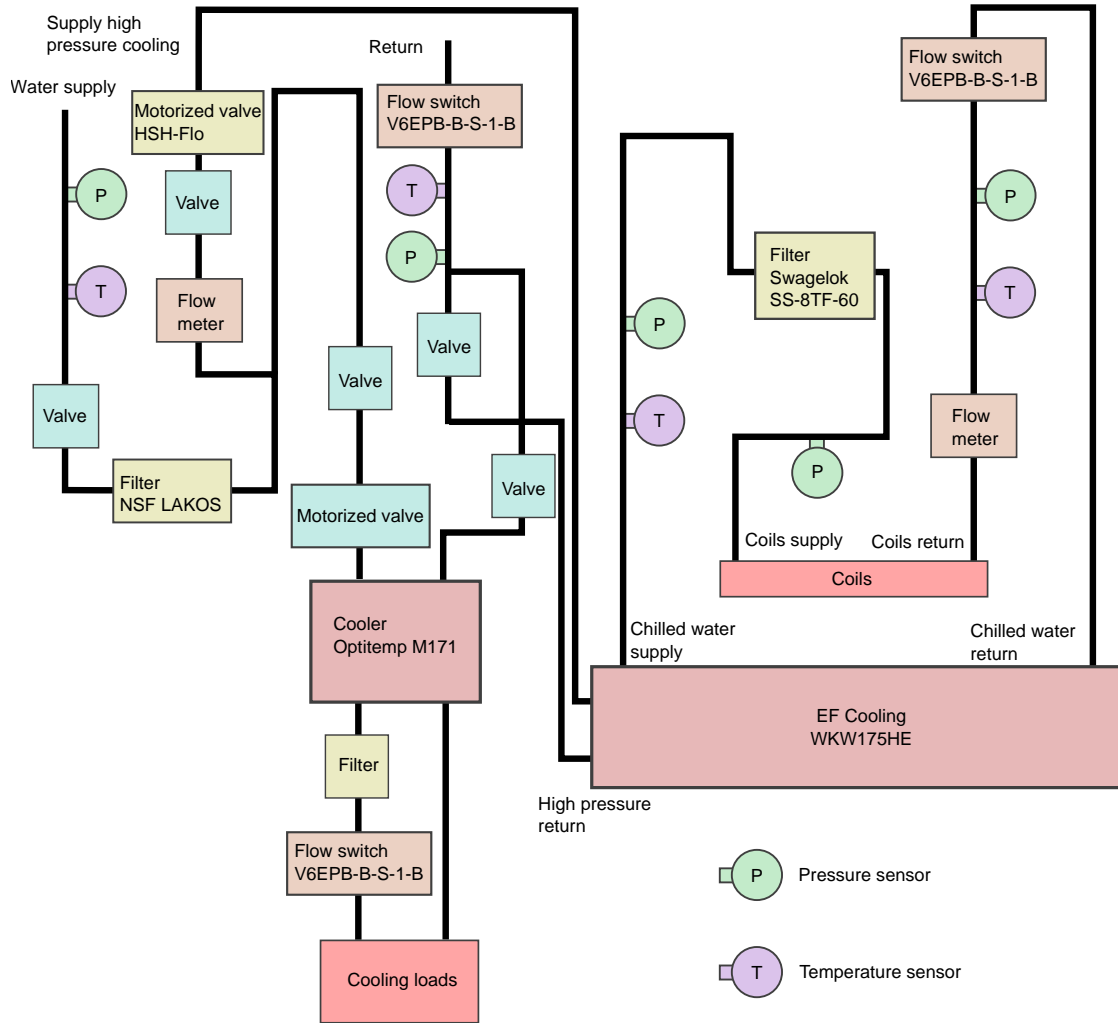 Supply high
pressure cooling
Return
Water supply
Motorized valve
HSH-Flo
Flow switch
V6EPB-B-S-1-B
Flow switch
V6EPB-B-S-1-B
P
Valve
T
P
T
Flow
meter
P
Filter
Swagelok
SS-8TF-60
T
Valve
Valve
P
Valve
T
Flow
meter
Filter
NSF LAKOS
Valve
P
Motorized valve
Coils supply
Coils return
Coils
Cooler
Optitemp M171
Chilled water
supply
Chilled water
return
EF Cooling
WKW175HE
Filter
High pressure
return
Flow switch
V6EPB-B-S-1-B
P
Pressure sensor
Cooling loads
T
Temperature sensor